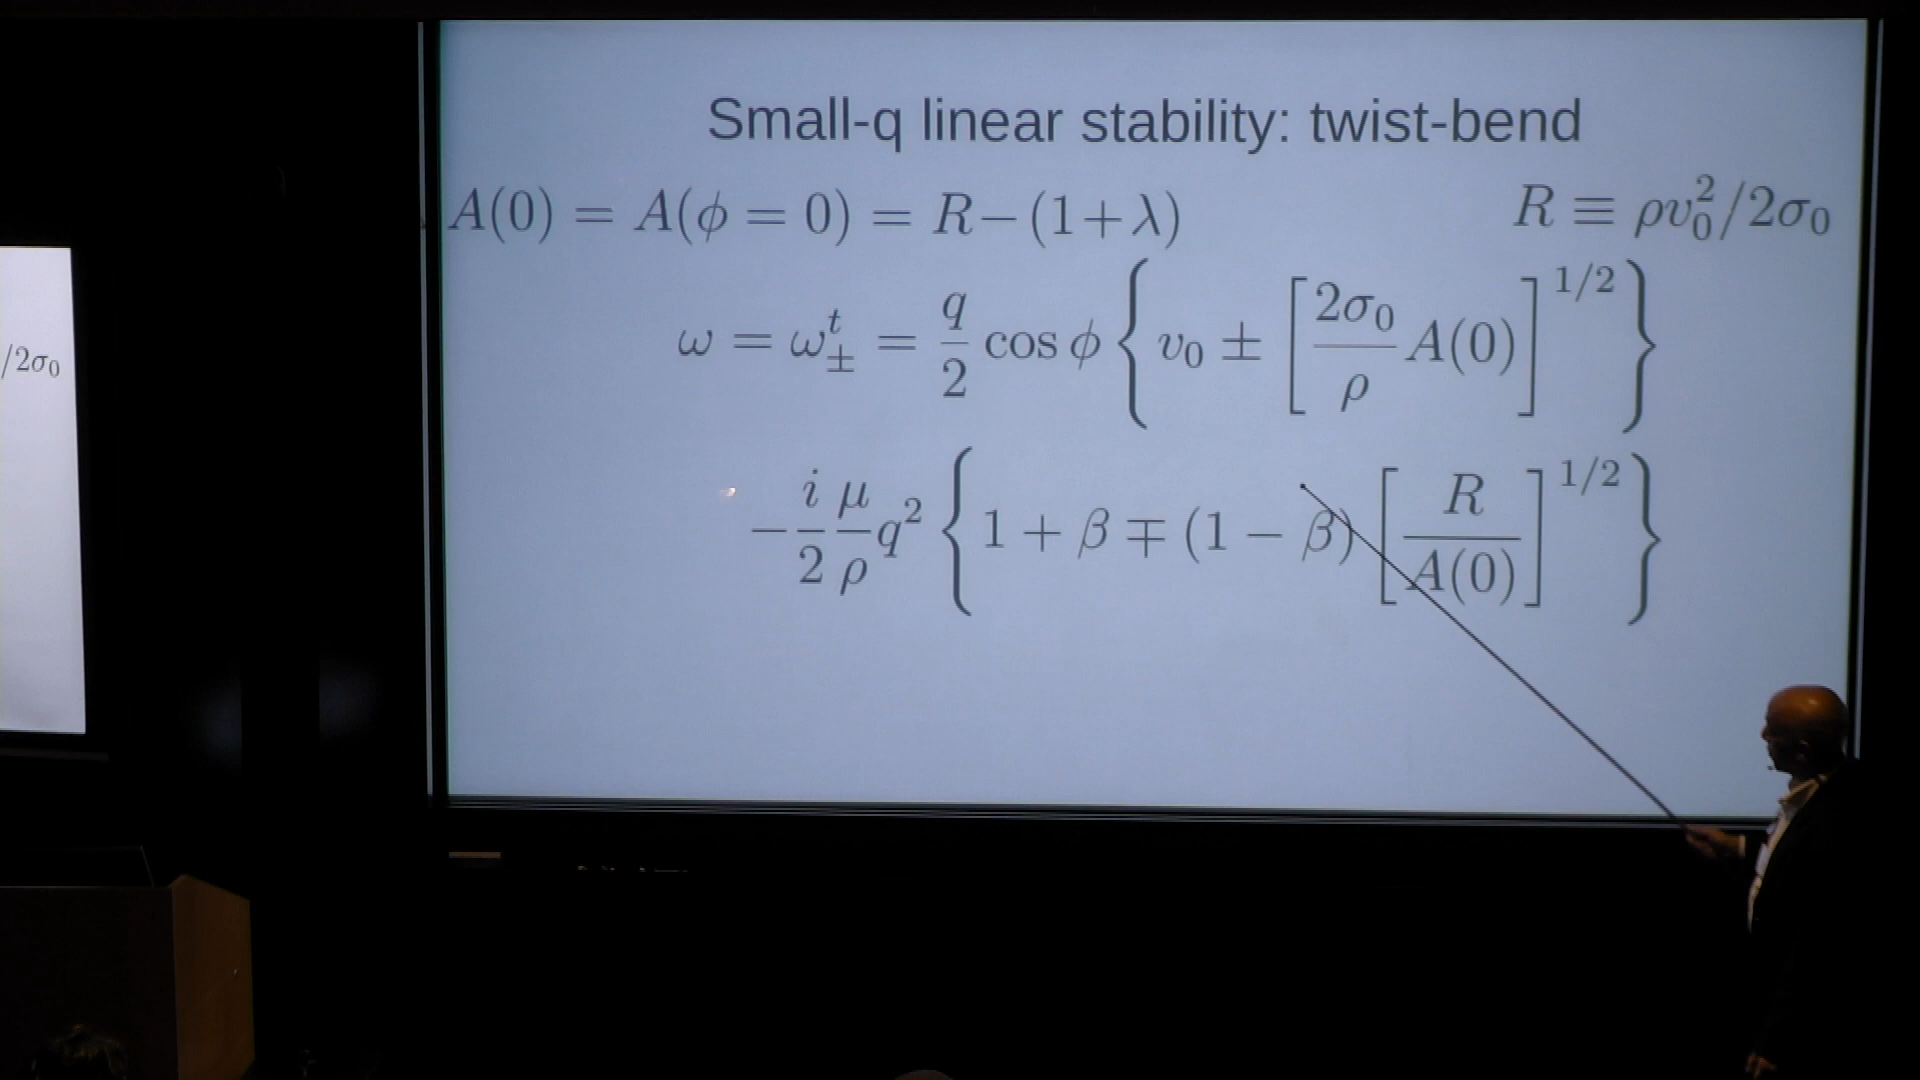 Small-q linear stability: twist-bend
A(0) = A(ϕ = 0) = R−(1+λ) R ≡ ρv₀²/2σ₀
ω = ω±ᵗ = q/2 cos ϕ { v₀ ± [ 2σ₀/ρ A(0) ]^1/2 }
− i/2 μ/ρ q² { 1 + β ∓ (1 − β) [ R/A(0) ]^1/2 }
/2σ₀